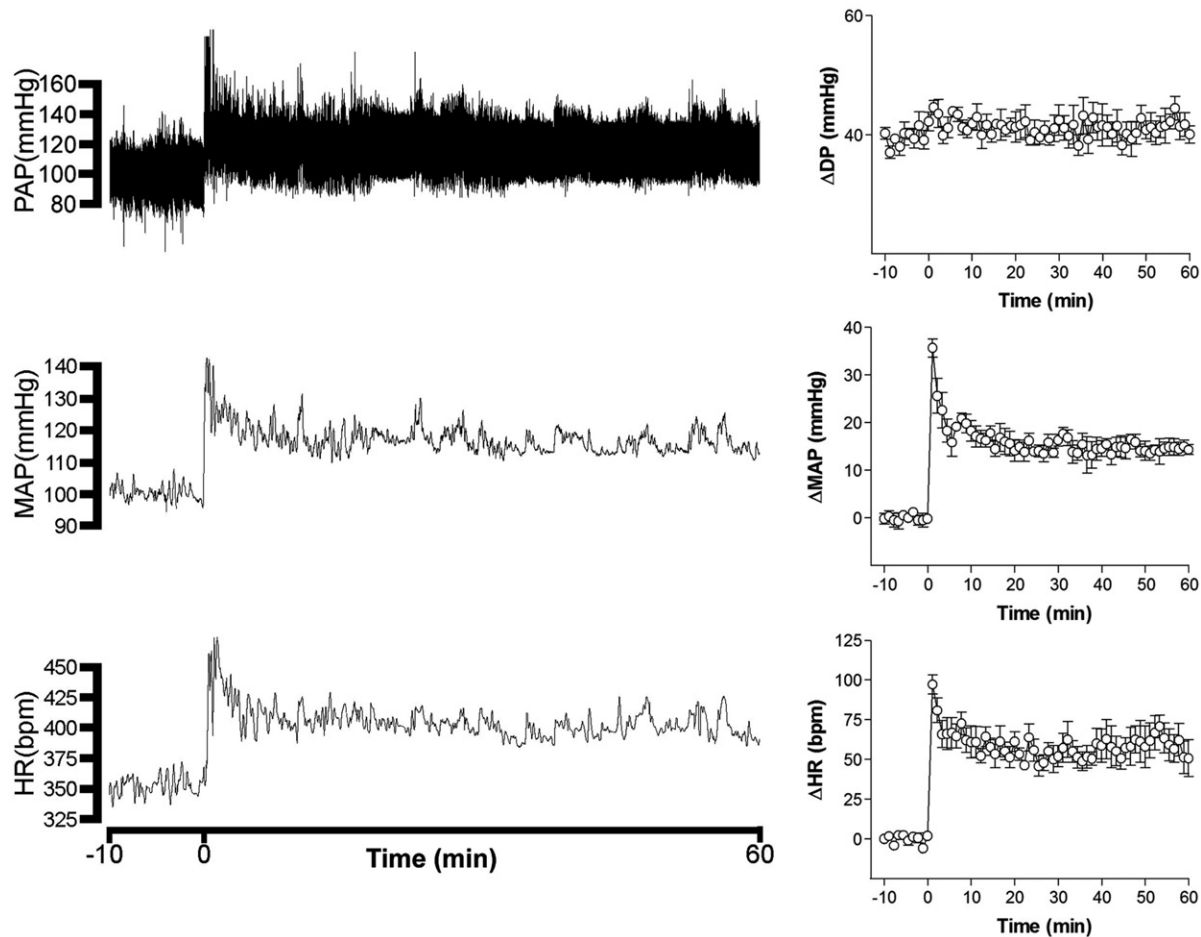 PAP(mmHg)
160
140
120
100
80
MAP(mmHg)
140
130
120
110
100
90
HR(bpm)
450
425
400
375
350
325
-10
0
60
Time (min)
ΔDP (mmHg)
60
40
-10 0 10 20 30 40 50 60
Time (min)
ΔMAP (mmHg)
40
30
20
10
0
-10 0 10 20 30 40 50 60
Time (min)
ΔHR (bpm)
125
100
75
50
25
0
-10 0 10 20 30 40 50 60
Time (min)